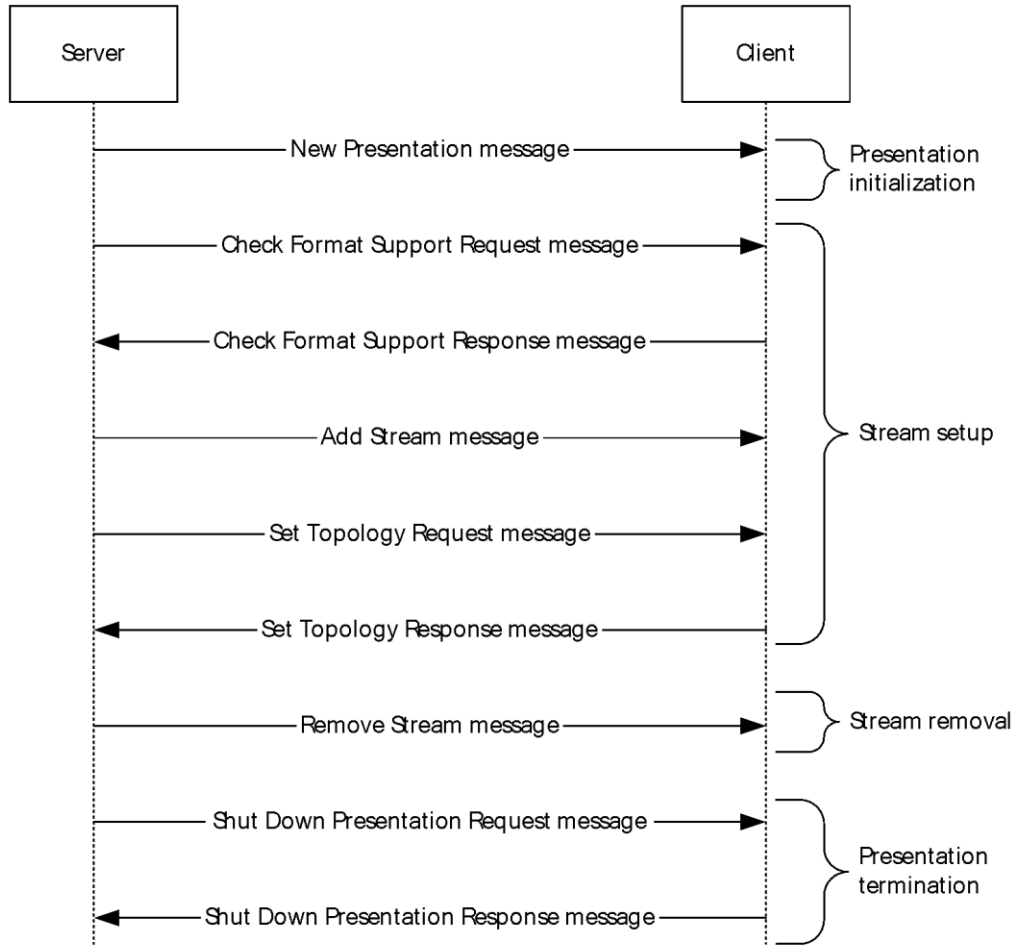 Server
Client
New Presentation message
Presentation
initialization
Check Format Support Request message
Check Format Support Response message
Add Stream message
Stream setup
Set Topology Request message
Set Topology Response message
Remove Stream message
Stream removal
Shut Down Presentation Request message
Presentation
termination
Shut Down Presentation Response message